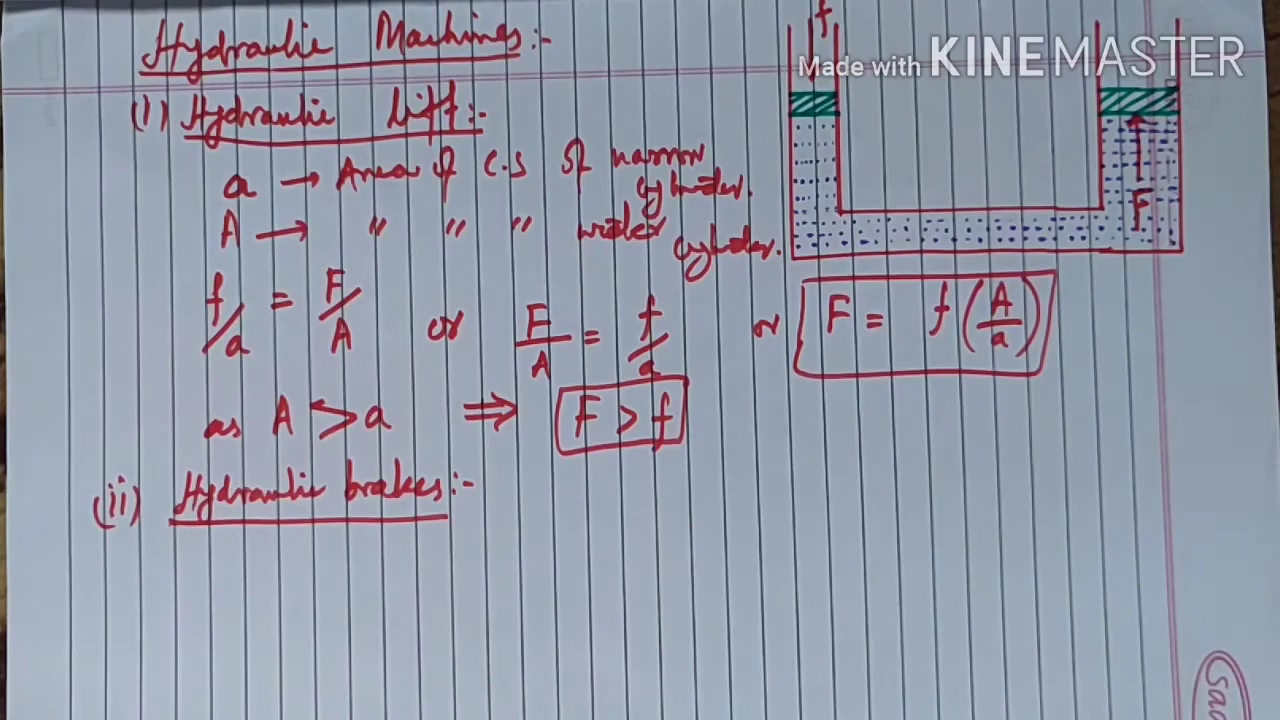 Hydraulic Machines:-
(i) Hydraulic Lift:-
a → Area of C.S of narrow cylinder.
A → " " " wider cylinder.
f/a = F/A or F/A = f/a or F = f(A/a)
as A > a ⇒ F > f
(ii) Hydraulic brakes:-
f
Made with KINEMASTER
F